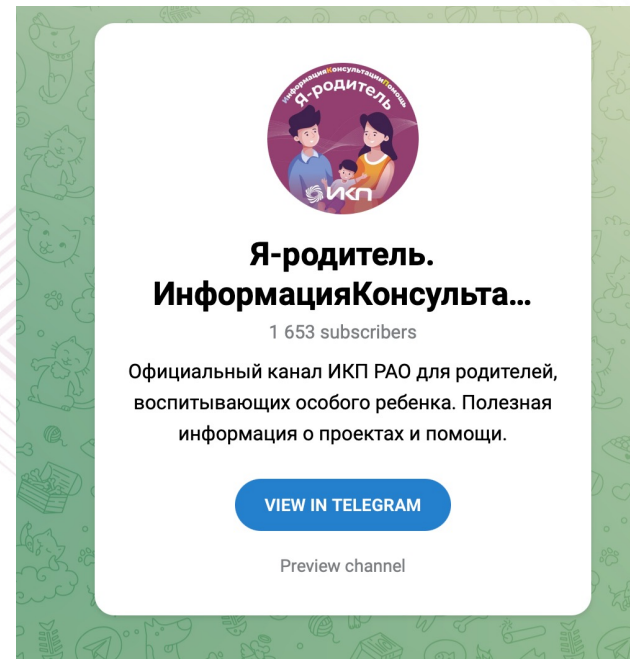 ИнформацияКонсультацииПомощь
Я-родитель
ИКП
Я-родитель.
ИнформацияКонсульта...
1 653 subscribers
Официальный канал ИКП РАО для родителей,
воспитывающих особого ребенка. Полезная
информация о проектах и помощи.
VIEW IN TELEGRAM
Preview channel